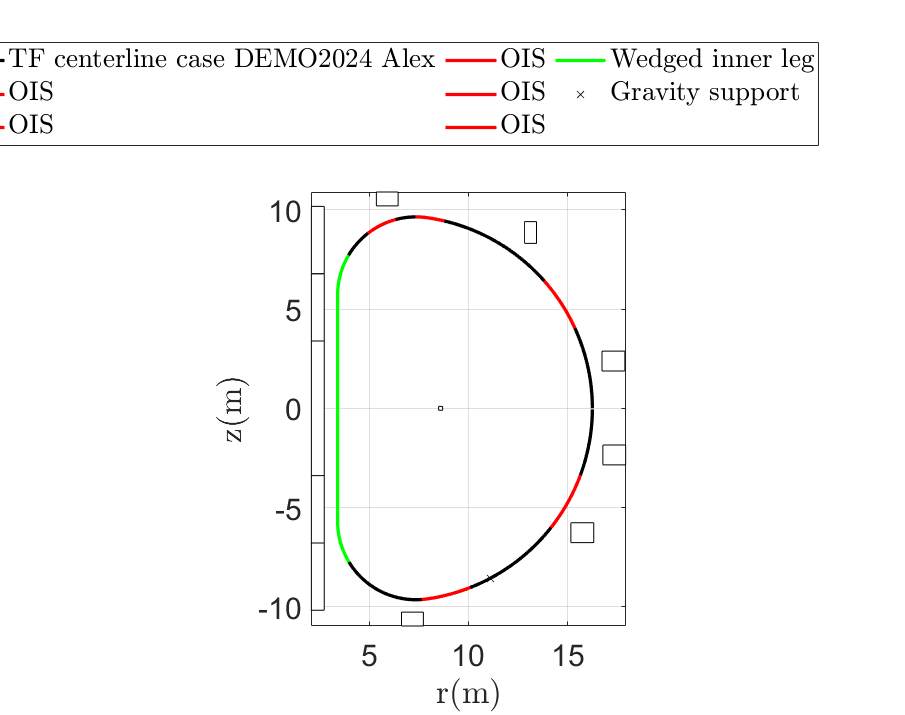 TF centerline case DEMO2024 Alex OIS Wedged inner leg
OIS OIS Gravity support
OIS OIS
10
5
0
-5
-10
z(m)
5 10 15
r(m)